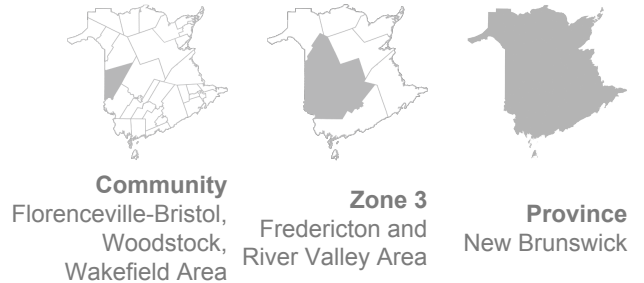 Community
Florenceville-Bristol,
Woodstock,
Wakefield Area
Zone 3
Fredericton and
River Valley Area
Province
New Brunswick